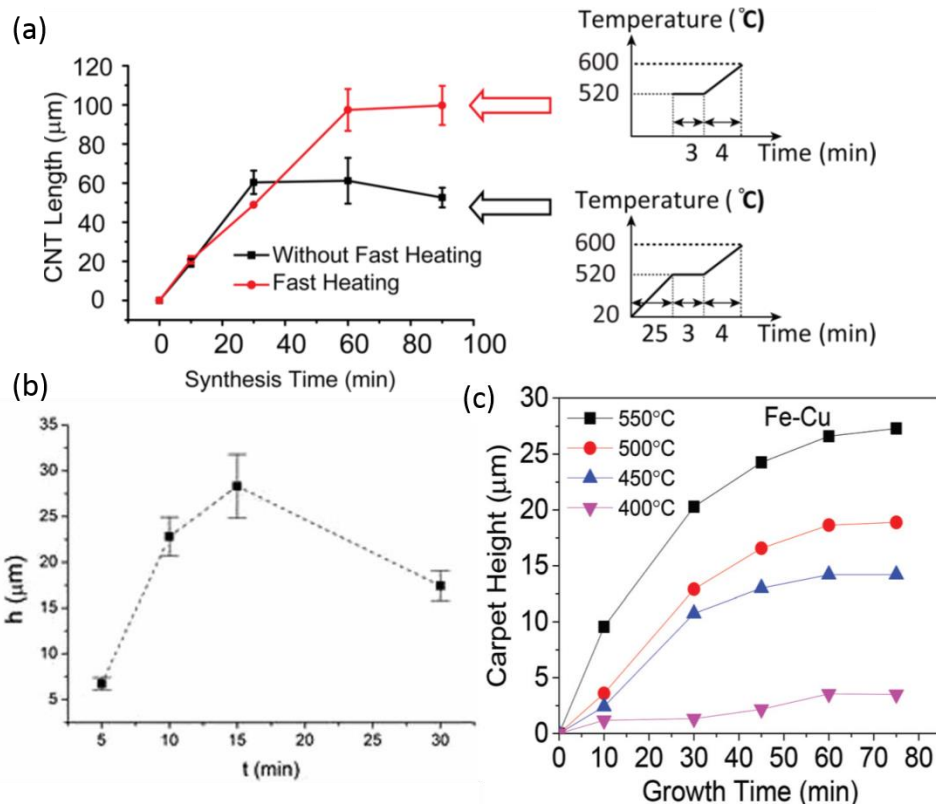 (a)
120
100
80
60
40
20
0
CNT Length (μm)
Without Fast Heating
Fast Heating
0 20 40 60 80 100
Synthesis Time (min)
Temperature (℃)
600
520
3 4 Time (min)
Temperature (℃)
600
520
20
25 3 4 Time (min)
(b)
35
30
25
20
15
10
5
h (μm)
5 10 15 20 25 30
t (min)
(c)
Fe-Cu
550°C
500°C
450°C
400°C
30
25
20
15
10
5
0
Carpet Height (μm)
0 10 20 30 40 50 60 70 80
Growth Time (min)